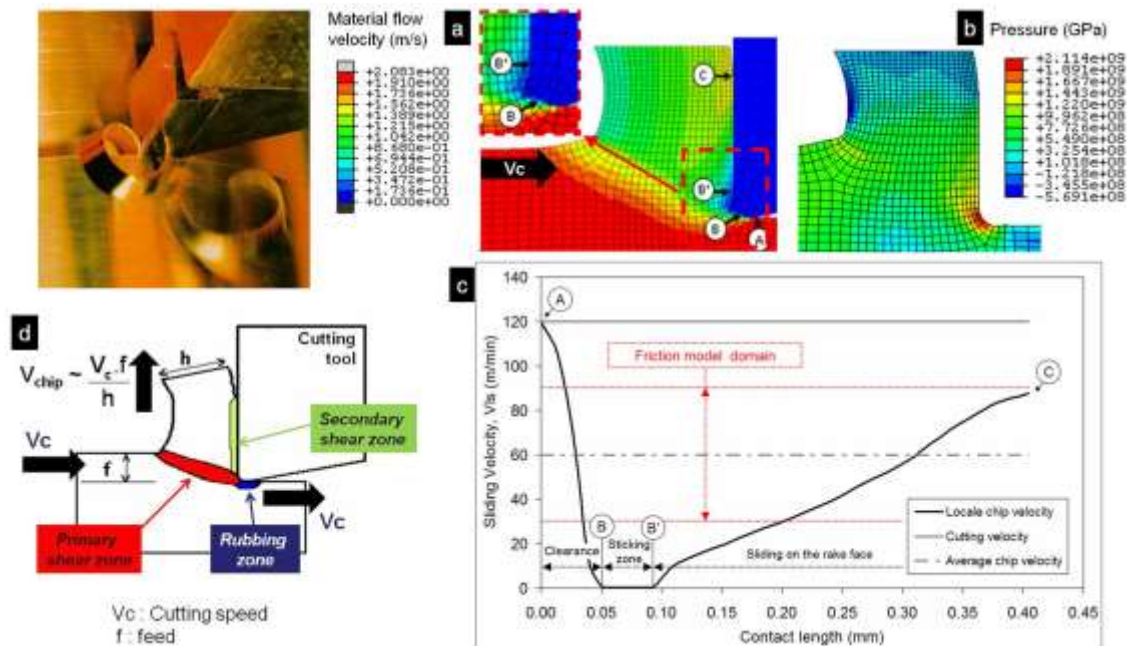 Material flow
velocity (m/s)
+2.083e+00
+1.910e+00
+1.736e+00
+1.562e+00
+1.389e+00
+1.215e+00
+1.042e+00
+8.680e-01
+6.944e-01
+5.208e-01
+3.472e-01
+1.736e-01
+0.000e+00
a
B'
B
C
Vc
B'
B
A
b
Pressure (GPa)
+2.114e+09
+1.891e+09
+1.667e+09
+1.443e+09
+1.220e+09
+9.962e+08
+7.726e+08
+5.490e+08
+3.254e+08
+1.018e+08
-1.218e+08
-3.455e+08
-5.691e+08
d
Vchip ~ Vc.f
h
h
Cutting
tool
Secondary
shear zone
Vc
f
Vc
Primary
shear zone
Rubbing
zone
Vc : Cutting speed
f : feed
c
Sliding Velocity, Vls (m/min)
140
120
100
80
60
40
20
0
A
Friction model domain
C
B
B'
Clearance
Sticking
zone
Sliding on the rake face
Locale chip velocity
Cutting velocity
Average chip velocity
0.00 0.05 0.10 0.15 0.20 0.25 0.30 0.35 0.40 0.45
Contact length (mm)